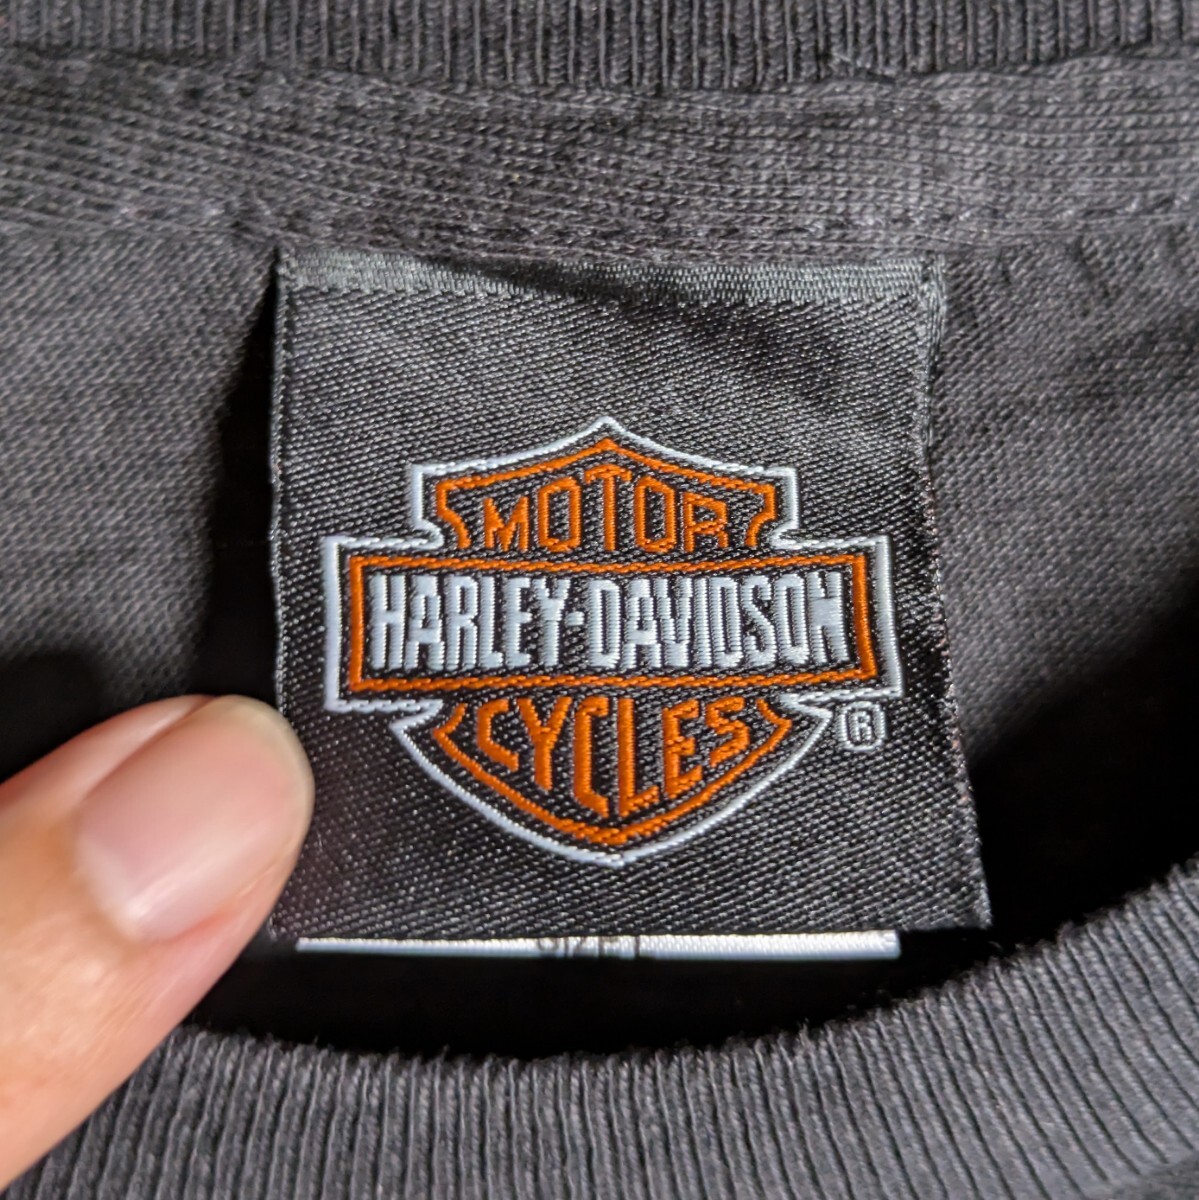 MOTOR
HARLEY-DAVIDSON
CYCLES
®